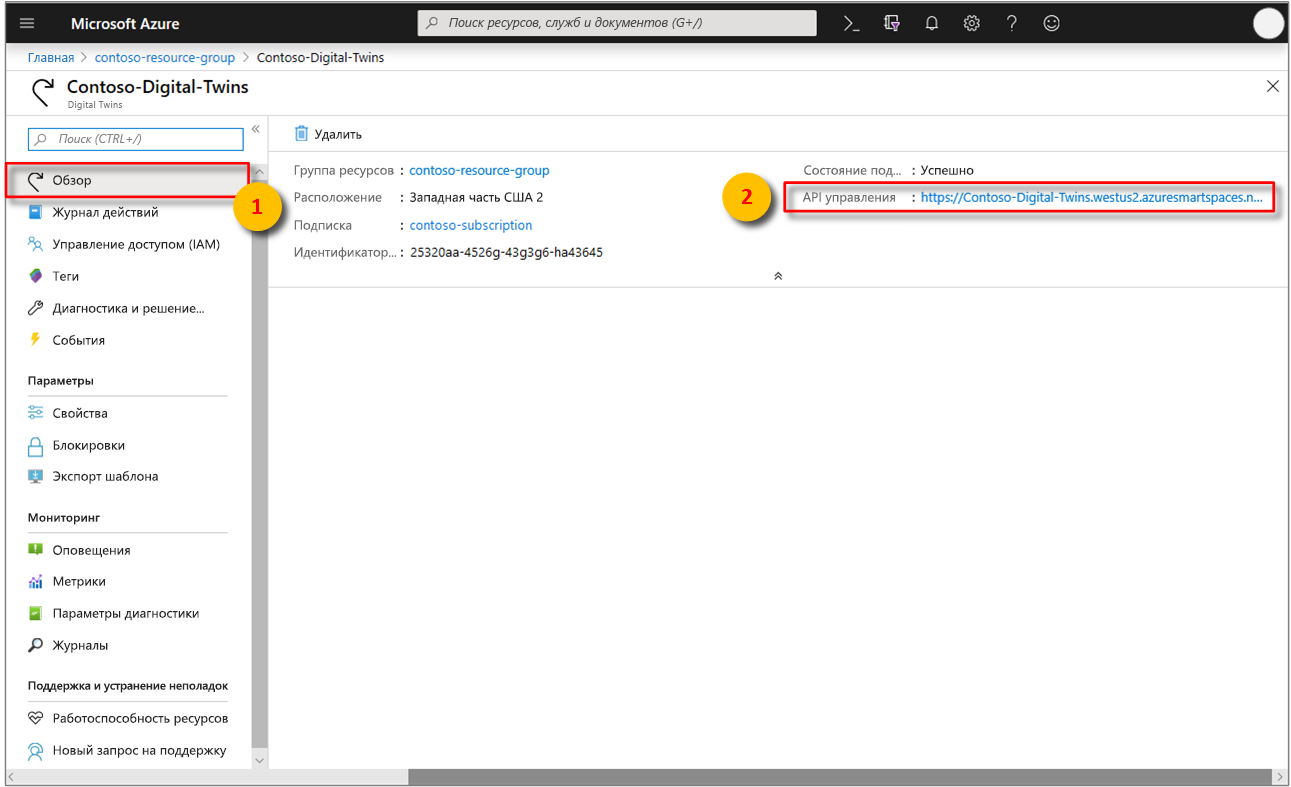 Microsoft Azure
Поиск ресурсов, служб и документов (G+/)
Главная > contoso-resource-group > Contoso-Digital-Twins
Contoso-Digital-Twins
Digital Twins
Поиск (CTRL+/)
«
Удалить
Обзор
1
Журнал действий
Управление доступом (IAM)
Теги
Диагностика и решение...
События
Параметры
Свойства
Блокировки
Экспорт шаблона
Мониторинг
Оповещения
Метрики
Параметры диагностики
Журналы
Поддержка и устранение неполадок
Работоспособность ресурсов
Новый запрос на поддержку
Группа ресурсов : contoso-resource-group
Расположение : Западная часть США 2
Подписка : contoso-subscription
Идентификатор... : 25320aa-4526g-43g3g6-ha43645
Состояние под... : Успешно
2
API управления : https://Contoso-Digital-Twins.westus2.azuresmartspaces.n...